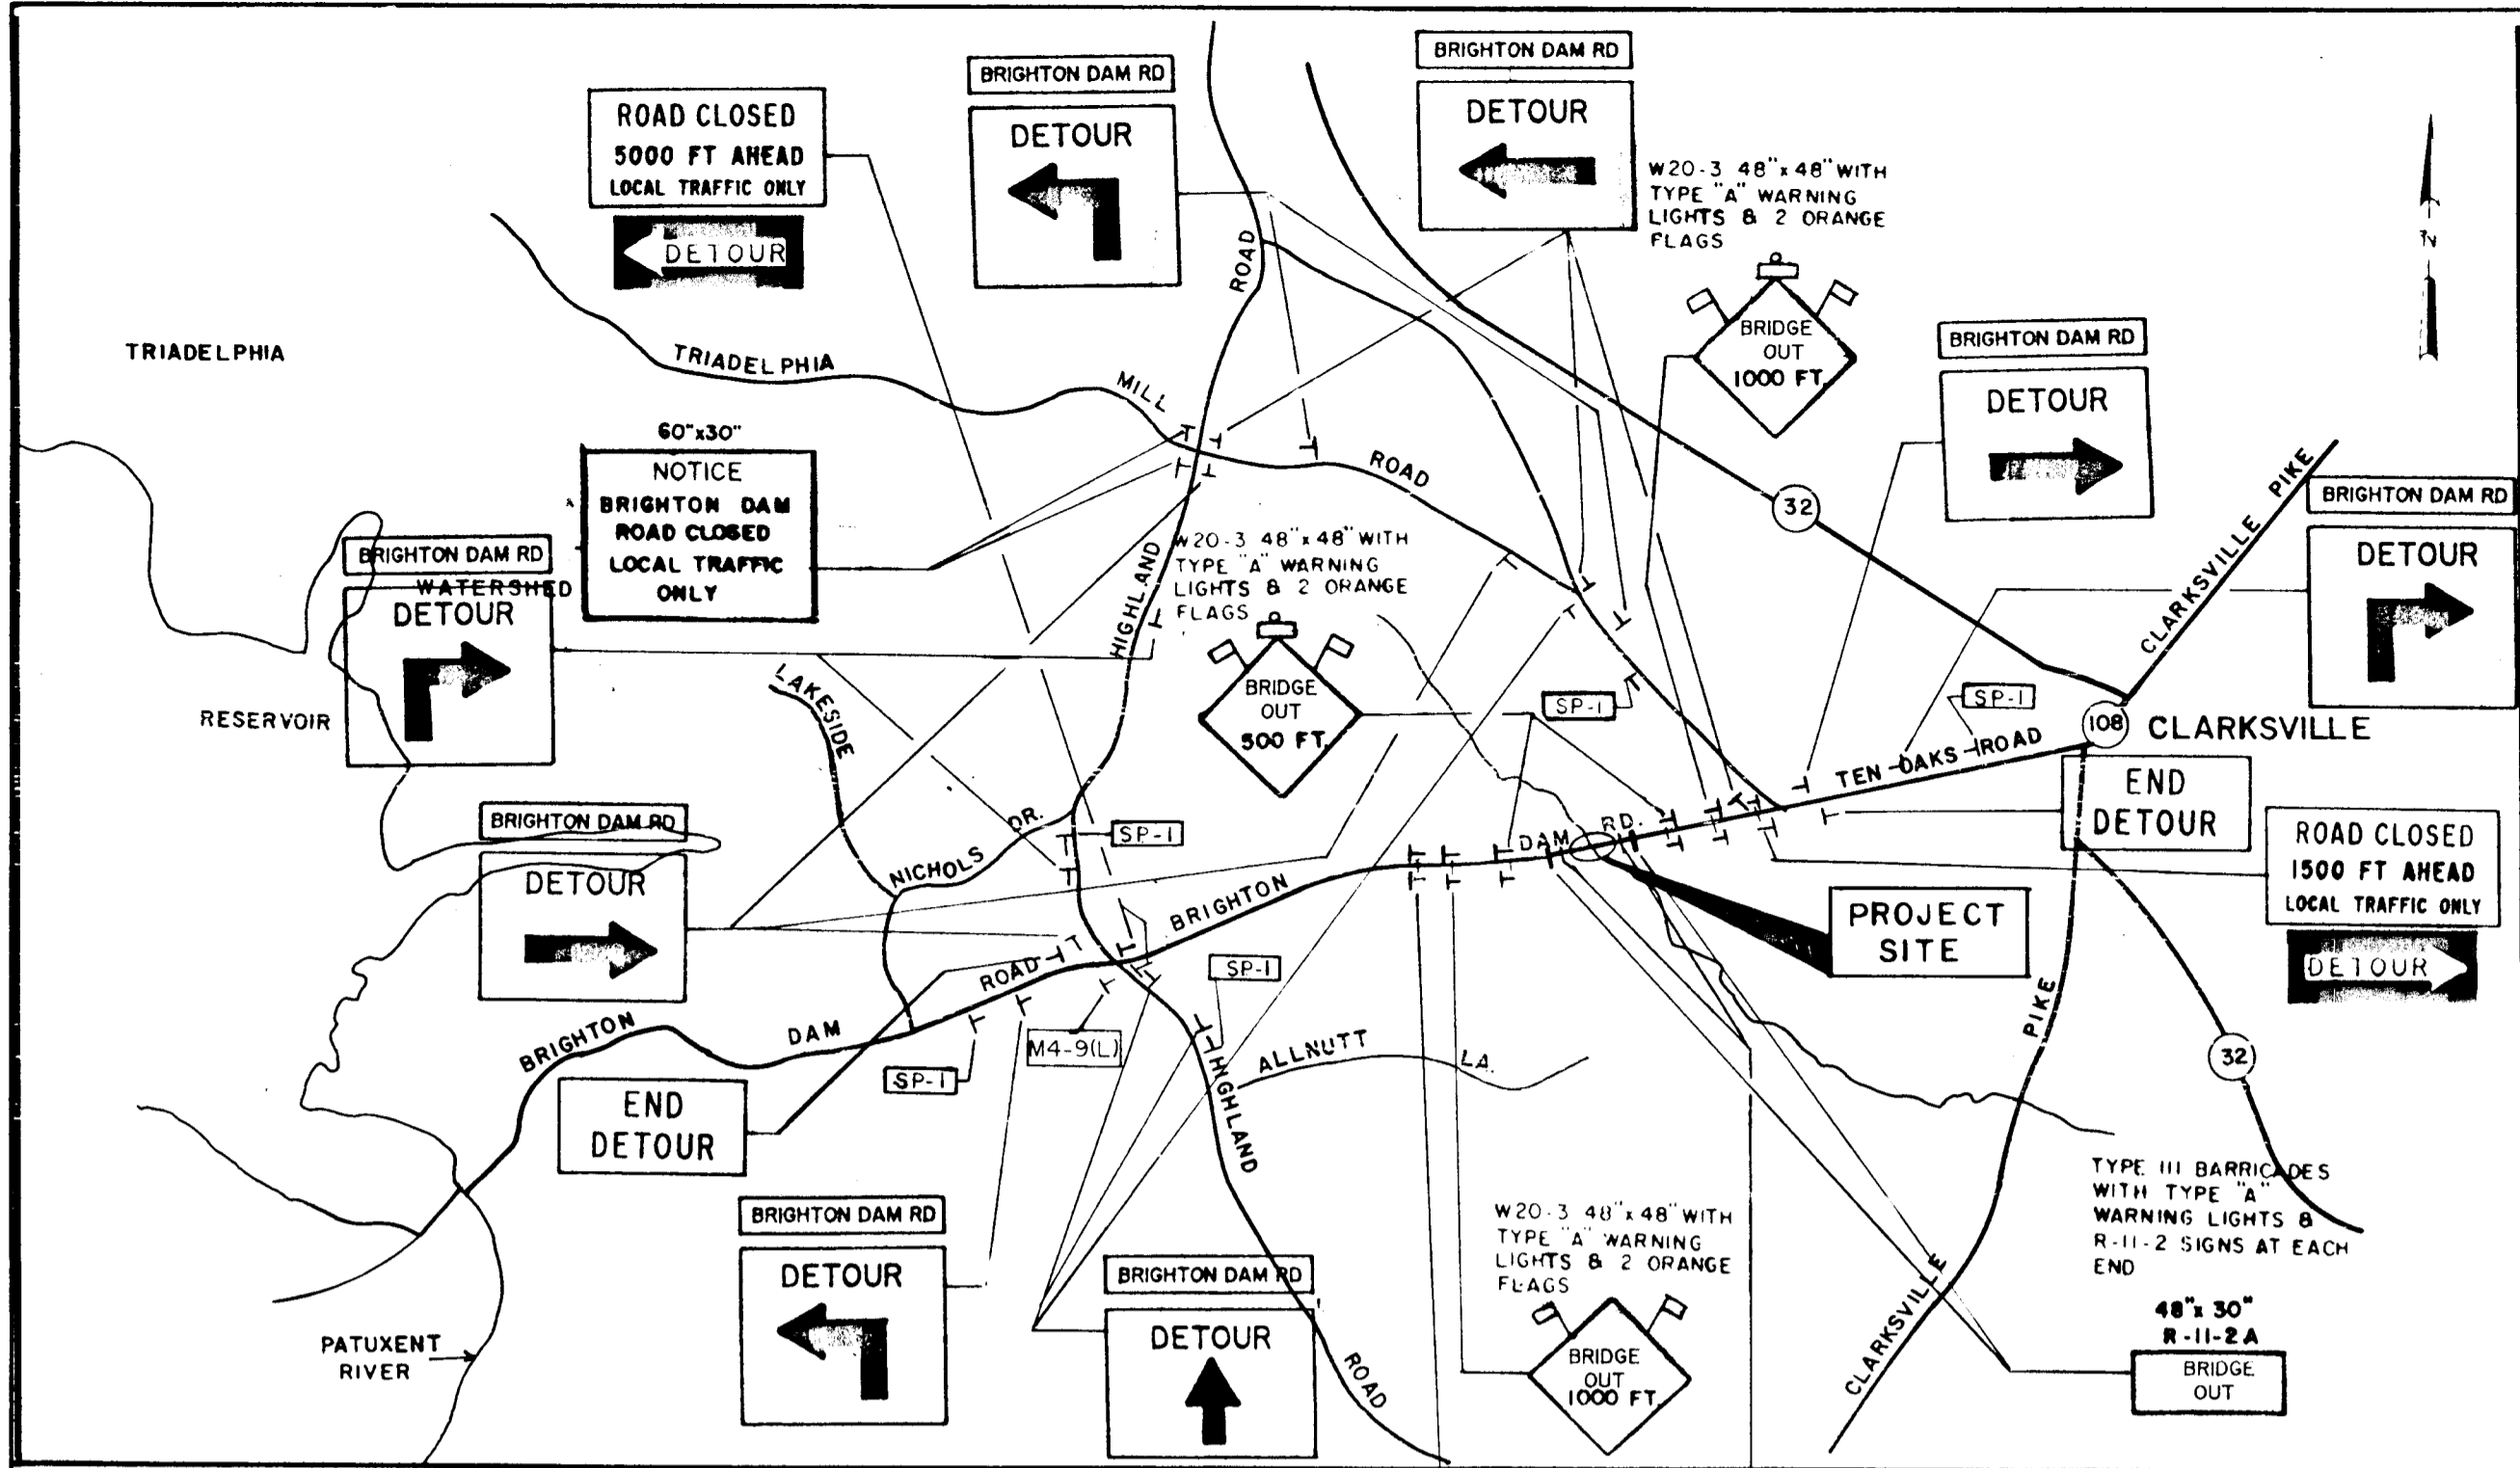 BRIGHTON DAM RD
DETOUR
BRIGHTON DAM RD
DETOUR
ROAD CLOSED
5000 FT AHEAD
LOCAL TRAFFIC ONLY
DETOUR
W20-3 48"x 48" WITH
TYPE "A" WARNING
LIGHTS & 2 ORANGE
FLAGS
BRIDGE
OUT
1000 FT.
N
ROAD
BRIGHTON DAM RD
DETOUR
TRIADELPHIA
TRIADELPHIA
MILL
ROAD
32
60"x30"
NOTICE
BRIGHTON DAM
ROAD CLOSED
LOCAL TRAFFIC
ONLY
CLARKSVILLE PIKE
BRIGHTON DAM RD
DETOUR
BRIGHTON DAM RD
WATERSHED
DETOUR
HIGHLAND
W20-3 48"x 48" WITH
TYPE "A" WARNING
LIGHTS & 2 ORANGE
FLAGS
BRIDGE
OUT
500 FT.
RESERVOIR
LAKESIDE
SP-1
SP-1
108
CLARKSVILLE
TEN OAKS ROAD
END
DETOUR
BRIGHTON DAM RD
DETOUR
NICHOLS DR.
SP-1
BRIGHTON
DAM RD.
ROAD CLOSED
1500 FT AHEAD
LOCAL TRAFFIC ONLY
DETOUR
PROJECT
SITE
BRIGHTON DAM ROAD
SP-1
M4-9(L)
SP-1
ALLNUTT LA.
HIGHLAND
PIKE
32
END
DETOUR
TYPE III BARRICADES
WITH TYPE "A"
WARNING LIGHTS &
R-11-2 SIGNS AT EACH
END
BRIGHTON DAM RD
DETOUR
BRIGHTON DAM RD
DETOUR
ROAD
W20-3 48"x 48" WITH
TYPE "A" WARNING
LIGHTS & 2 ORANGE
FLAGS
BRIDGE
OUT
1000 FT.
CLARKSVILLE
48"x 30"
R-11-2A
BRIDGE
OUT
PATUXENT
RIVER